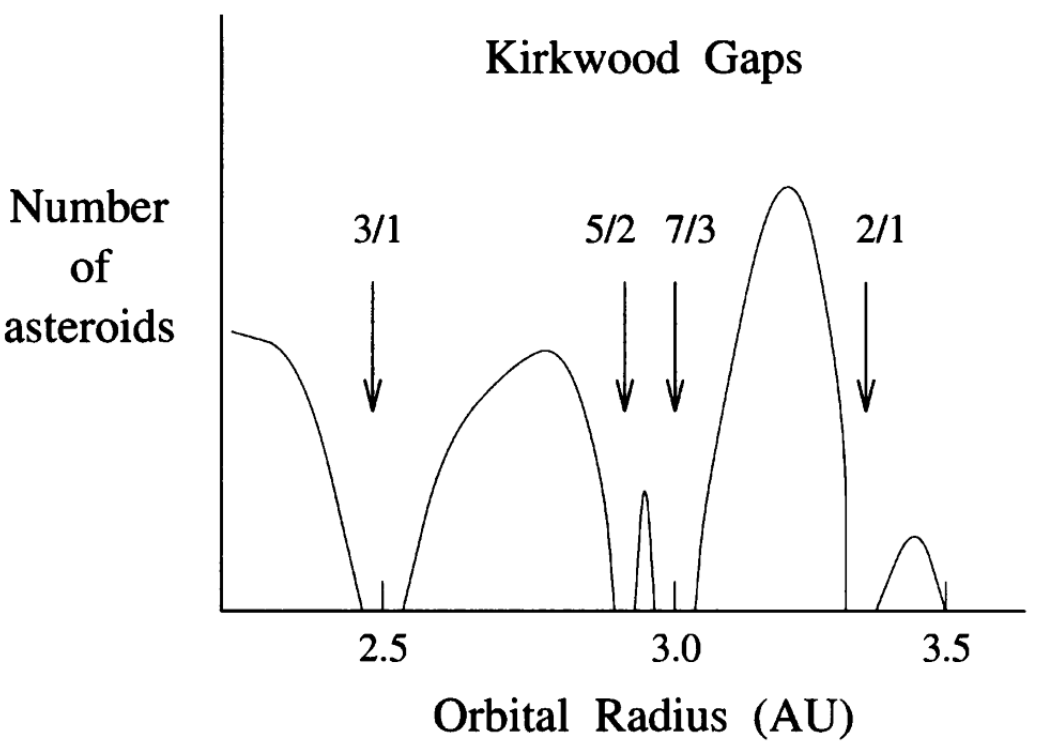 Kirkwood Gaps
Number
of
asteroids
3/1
5/2
7/3
2/1
2.5
3.0
3.5
Orbital Radius (AU)